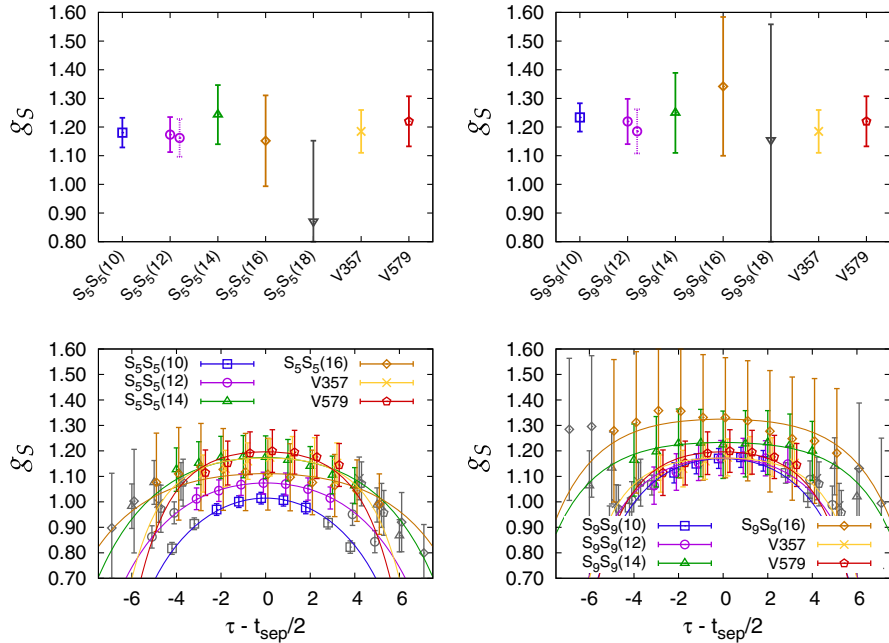 1.60
1.50
1.40
1.30
1.20
1.10
1.00
0.90
0.80
gS
S5S5(10)
S5S5(12)
S5S5(14)
S5S5(16)
S5S5(18)
V357
V579
1.60
1.50
1.40
1.30
1.20
1.10
1.00
0.90
0.80
gS
S9S9(10)
S9S9(12)
S9S9(14)
S9S9(16)
S9S9(18)
V357
V579
1.60
1.50
1.40
1.30
1.20
1.10
1.00
0.90
0.80
0.70
gS
S5S5(10)
S5S5(12)
S5S5(14)
S5S5(16)
V357
V579
-6 -4 -2 0 2 4 6
τ - tsep/2
1.60
1.50
1.40
1.30
1.20
1.10
1.00
0.90
0.80
0.70
gS
S9S9(10)
S9S9(12)
S9S9(14)
S9S9(16)
V357
V579
-6 -4 -2 0 2 4 6
τ - tsep/2